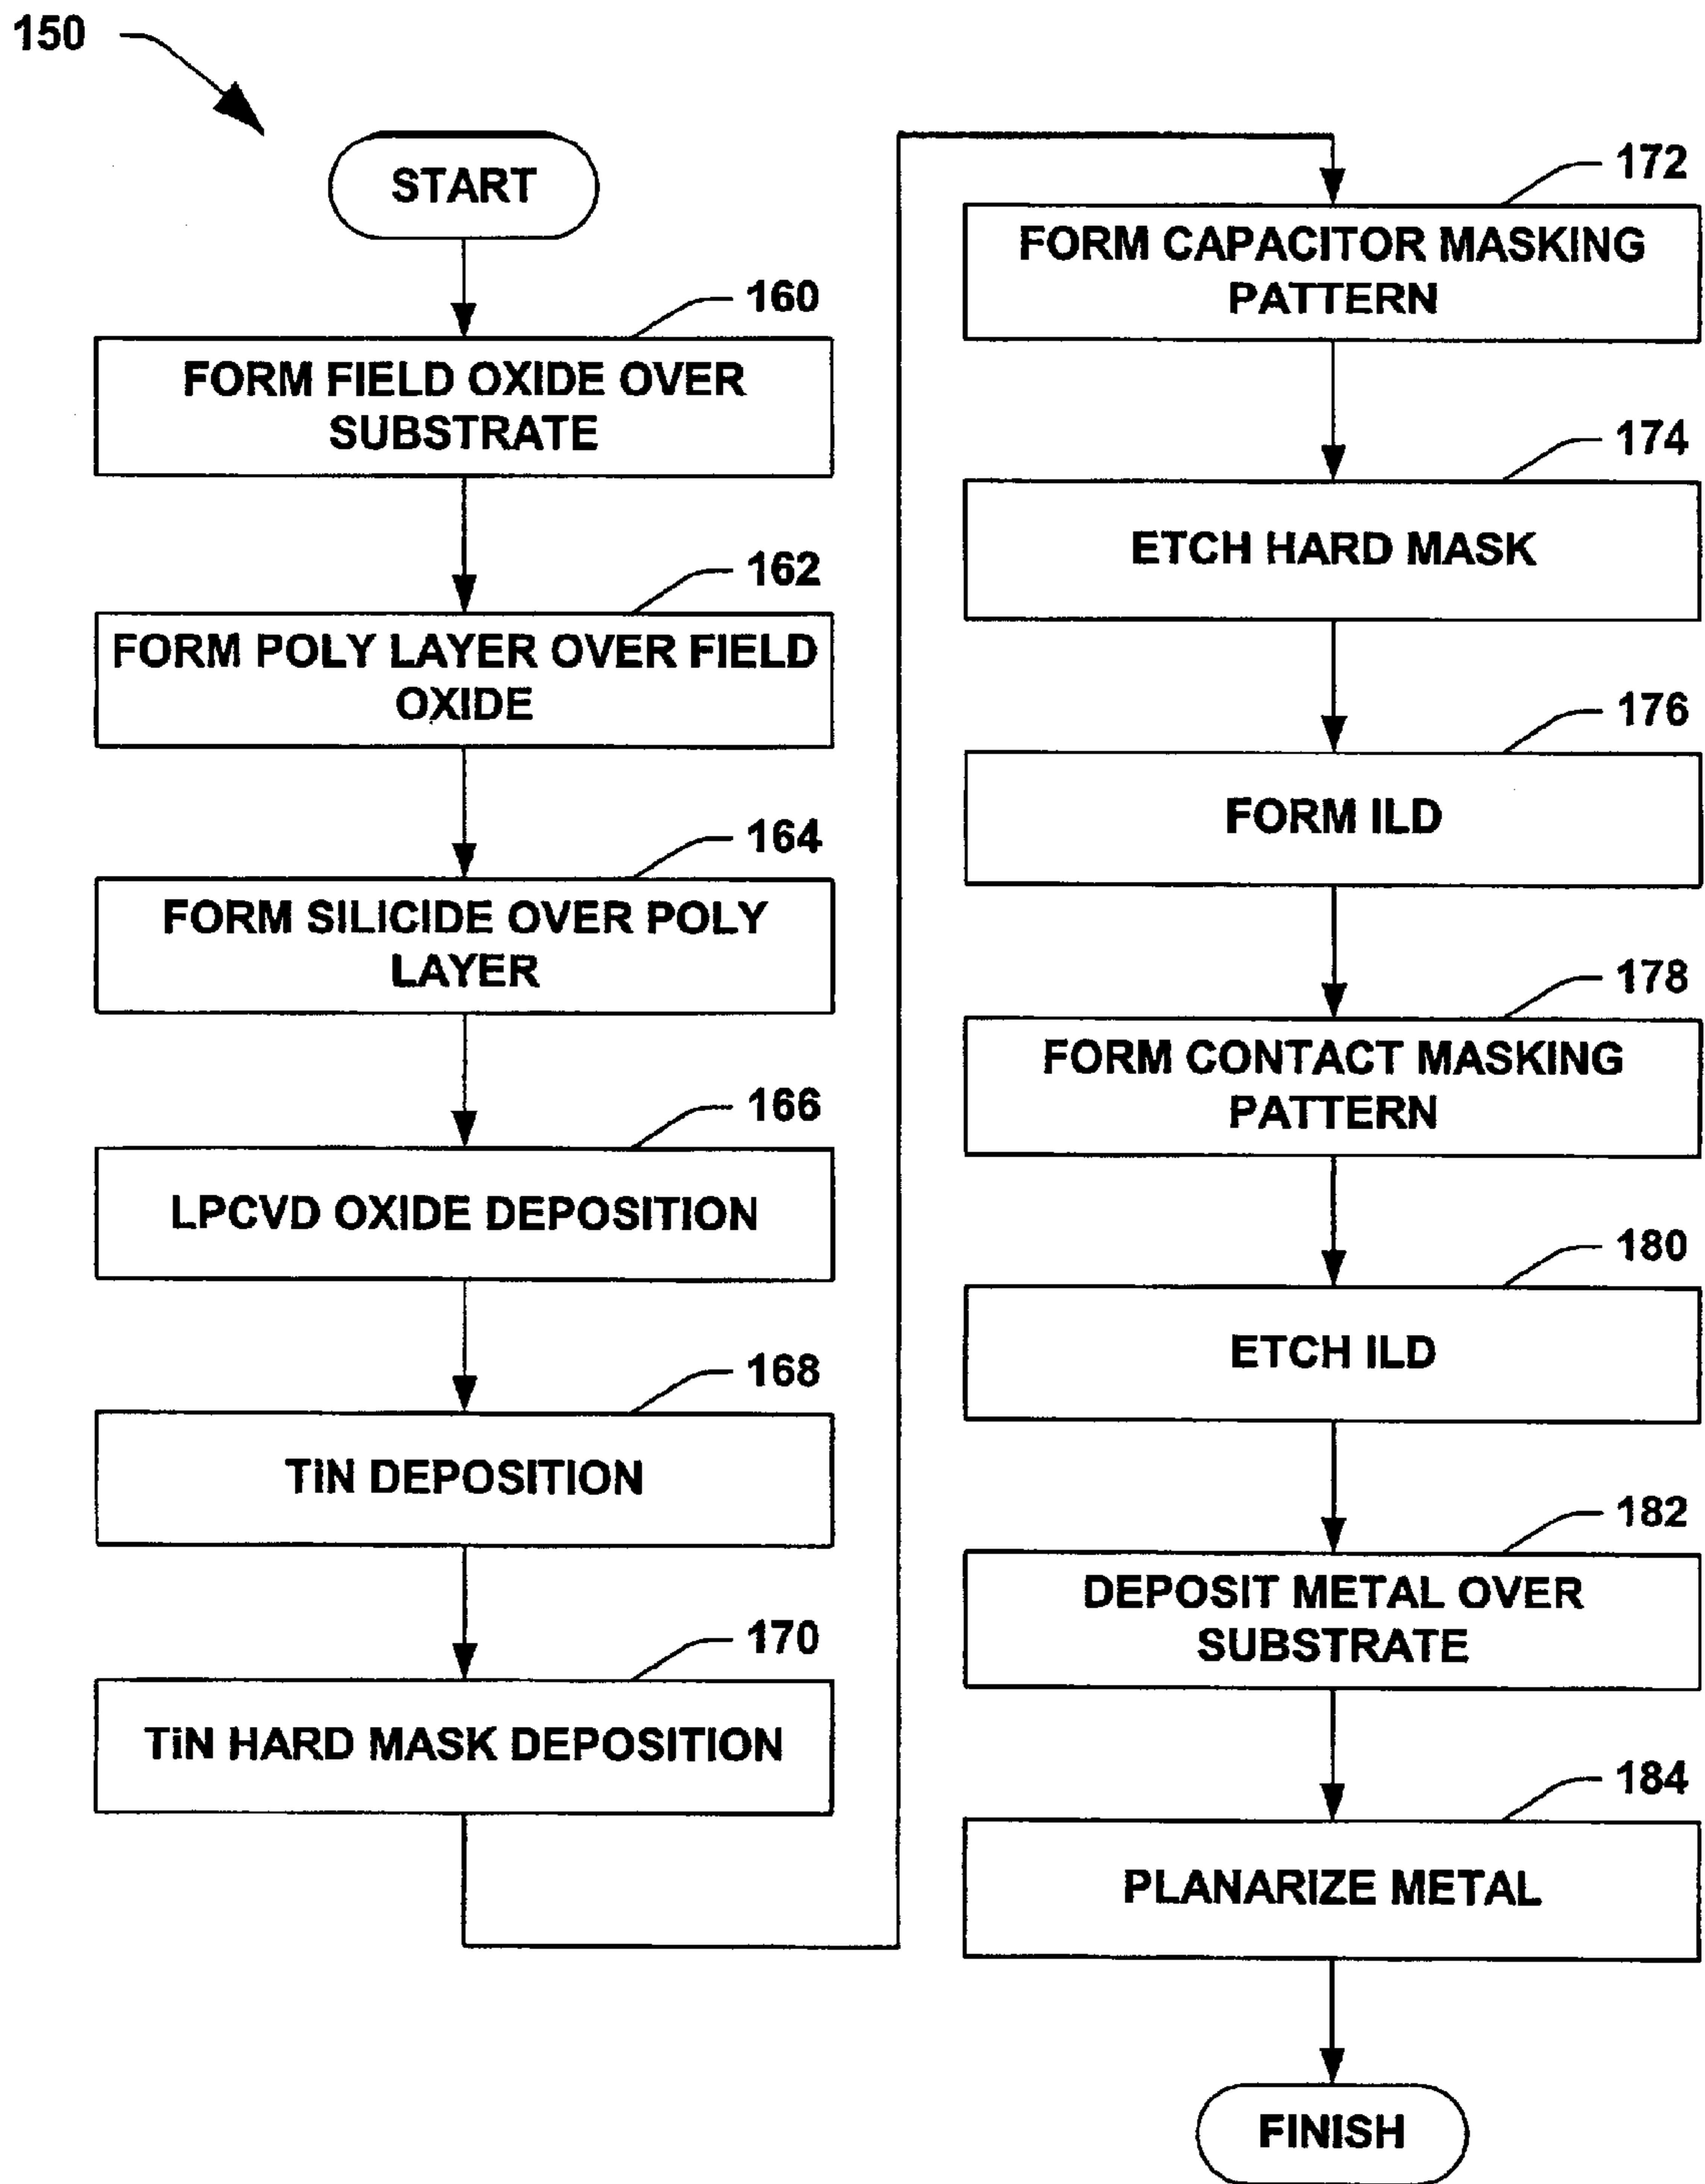 150
START
160
FORM FIELD OXIDE OVER
SUBSTRATE
162
FORM POLY LAYER OVER FIELD
OXIDE
164
FORM SILICIDE OVER POLY
LAYER
166
LPCVD OXIDE DEPOSITION
168
TiN DEPOSITION
170
TiN HARD MASK DEPOSITION
172
FORM CAPACITOR MASKING
PATTERN
174
ETCH HARD MASK
176
FORM ILD
178
FORM CONTACT MASKING
PATTERN
180
ETCH ILD
182
DEPOSIT METAL OVER
SUBSTRATE
184
PLANARIZE METAL
FINISH